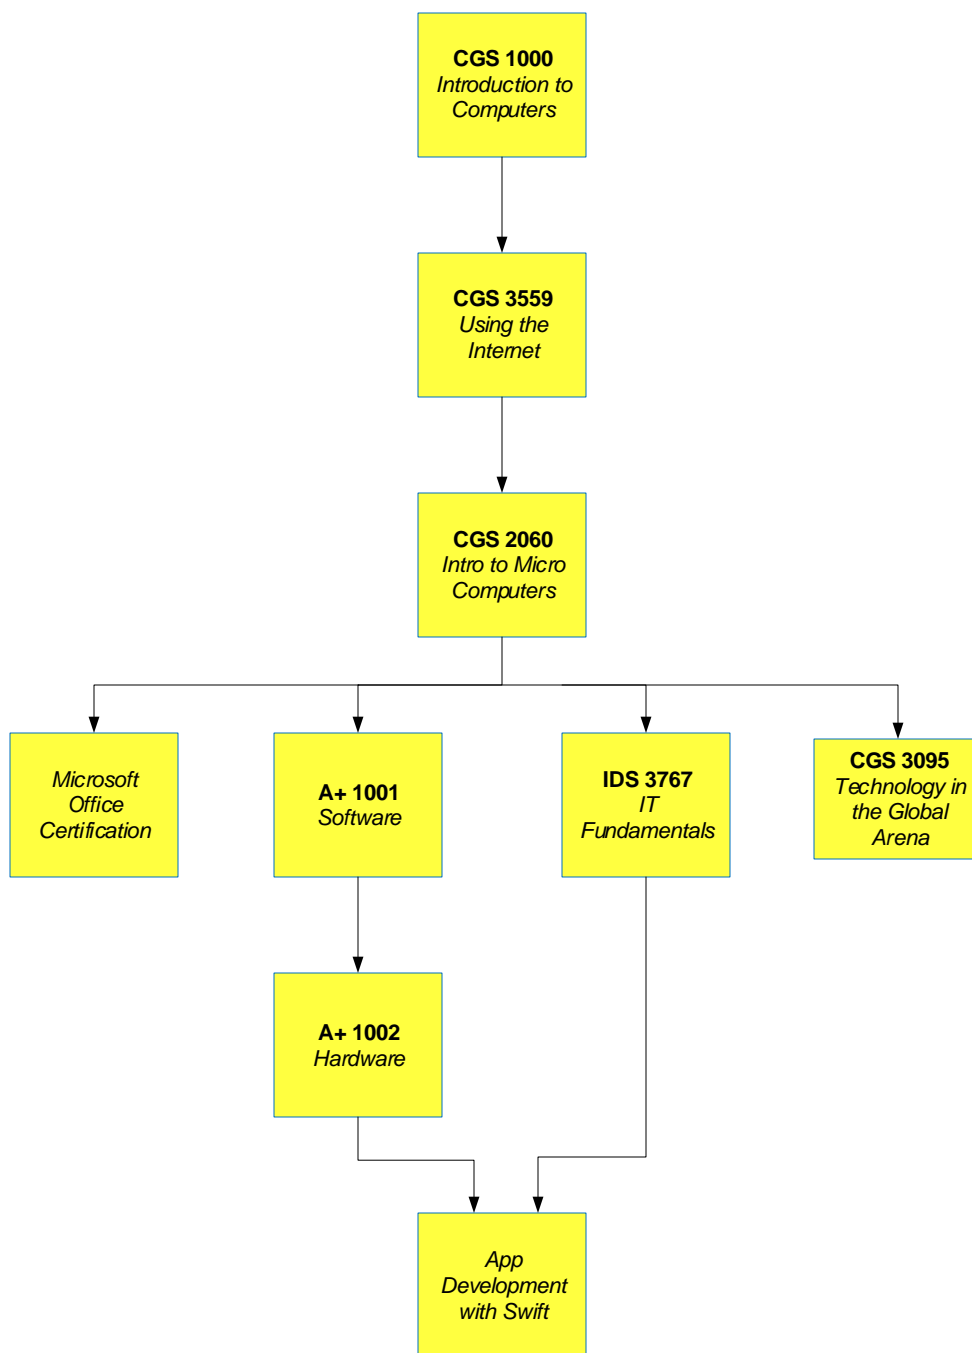 CGS 1000
Introduction to
Computers
CGS 3559
Using the
Internet
CGS 2060
Intro to Micro
Computers
Microsoft
Office
Certification
A+ 1001
Software
IDS 3767
IT
Fundamentals
CGS 3095
Technology in
the Global
Arena
A+ 1002
Hardware
App
Development
with Swift